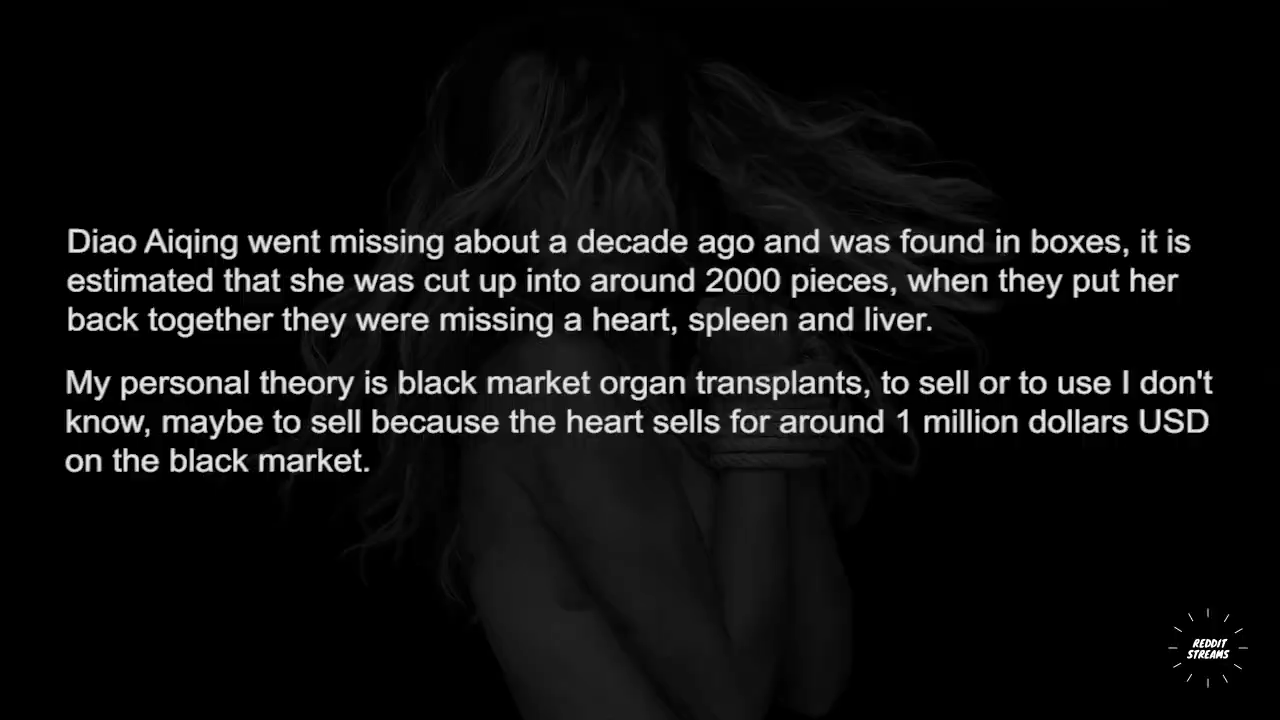 Diao Aiqing went missing about a decade ago and was found in boxes, it is
estimated that she was cut up into around 2000 pieces, when they put her
back together they were missing a heart, spleen and liver.
My personal theory is black market organ transplants, to sell or to use I don't
know, maybe to sell because the heart sells for around 1 million dollars USD
on the black market.
REDDIT
STREAMS